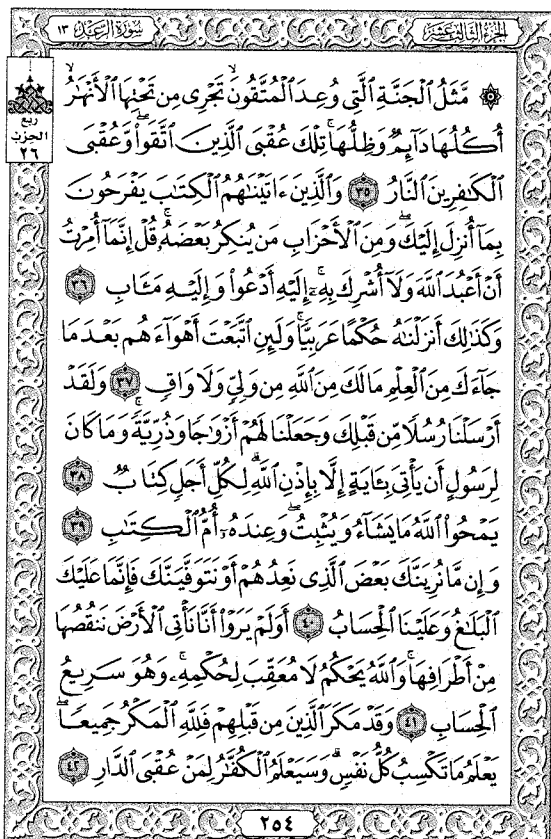 الجزء الثالث عشر
سورة الرعد ١٣
ربع
الحزب
٢٦
۞ مَّثَلُ ٱلْجَنَّةِ ٱلَّتِى وُعِدَ ٱلْمُتَّقُونَ ۖ تَجْرِى مِن تَحْتِهَا ٱلْأَنْهَٰرُ ۖ
أُكُلُهَا دَآئِمٌ وَظِلُّهَا ۚ تِلْكَ عُقْبَى ٱلَّذِينَ ٱتَّقَوا۟ ۖ وَّعُقْبَى
ٱلْكَٰفِرِينَ ٱلنَّارُ ٣٥ وَٱلَّذِينَ ءَاتَيْنَٰهُمُ ٱلْكِتَٰبَ يَفْرَحُونَ
بِمَآ أُنزِلَ إِلَيْكَ ۖ وَمِنَ ٱلْأَحْزَابِ مَن يُنكِرُ بَعْضَهُۥ ۚ قُلْ إِنَّمَآ أُمِرْتُ
أَنْ أَعْبُدَ ٱللَّهَ وَلَآ أُشْرِكَ بِهِۦٓ ۚ إِلَيْهِ أَدْعُوا۟ وَإِلَيْهِ مَـَٔابِ ٣٦
وَكَذَٰلِكَ أَنزَلْنَٰهُ حُكْمًا عَرَبِيًّا ۚ وَلَئِنِ ٱتَّبَعْتَ أَهْوَآءَهُم بَعْدَمَا
جَآءَكَ مِنَ ٱلْعِلْمِ مَا لَكَ مِنَ ٱللَّهِ مِن وَلِىٍّ وَلَا وَاقٍ ٣٧ وَلَقَدْ
أَرْسَلْنَا رُسُلًا مِّن قَبْلِكَ وَجَعَلْنَا لَهُمْ أَزْوَٰجًا وَذُرِّيَّةً ۚ وَمَا كَانَ
لِرَسُولٍ أَن يَأْتِىَ بِـَٔايَةٍ إِلَّا بِإِذْنِ ٱللَّهِ ۗ لِكُلِّ أَجَلٍ كِتَابٌ ٣٨
يَمْحُوا۟ ٱللَّهُ مَا يَشَآءُ وَيُثْبِتُ ۖ وَعِندَهُۥٓ أُمُّ ٱلْكِتَٰبِ ٣٩
وَإِن مَّا نُرِيَنَّكَ بَعْضَ ٱلَّذِى نَعِدُهُمْ أَوْ نَتَوَفَّيَنَّكَ فَإِنَّمَا عَلَيْكَ
ٱلْبَلَٰغُ وَعَلَيْنَا ٱلْحِسَابُ ٤٠ أَوَلَمْ يَرَوْا۟ أَنَّا نَأْتِى ٱلْأَرْضَ نَنقُصُهَا
مِنْ أَطْرَافِهَا ۚ وَٱللَّهُ يَحْكُمُ لَا مُعَقِّبَ لِحُكْمِهِۦ ۚ وَهُوَ سَرِيعُ
ٱلْحِسَابِ ٤١ وَقَدْ مَكَرَ ٱلَّذِينَ مِن قَبْلِهِمْ فَلِلَّهِ ٱلْمَكْرُ جَمِيعًا ۖ
يَعْلَمُ مَا تَكْسِبُ كُلُّ نَفْسٍ ۗ وَسَيَعْلَمُ ٱلْكُفَّٰرُ لِمَنْ عُقْبَى ٱلدَّارِ ٤٢
٢٥٤